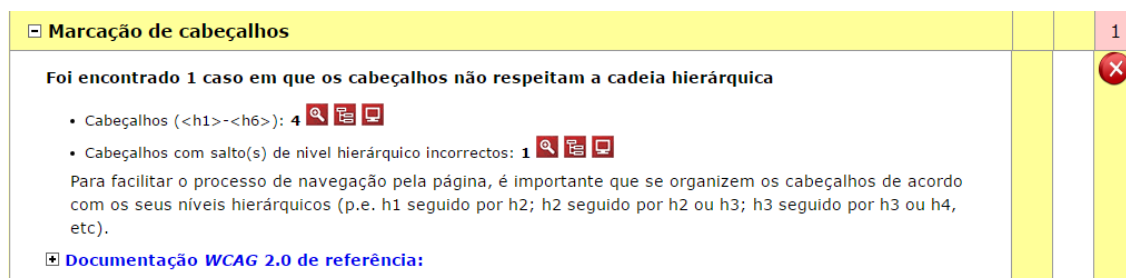 Marcação de cabeçalhos 1
Foi encontrado 1 caso em que os cabeçalhos não respeitam a cadeia hierárquica
• Cabeçalhos (<h1>-<h6>): 4
• Cabeçalhos com salto(s) de nivel hierárquico incorrectos: 1
Para facilitar o processo de navegação pela página, é importante que se organizem os cabeçalhos de acordo
com os seus níveis hierárquicos (p.e. h1 seguido por h2; h2 seguido por h2 ou h3; h3 seguido por h3 ou h4,
etc).
Documentação WCAG 2.0 de referência: